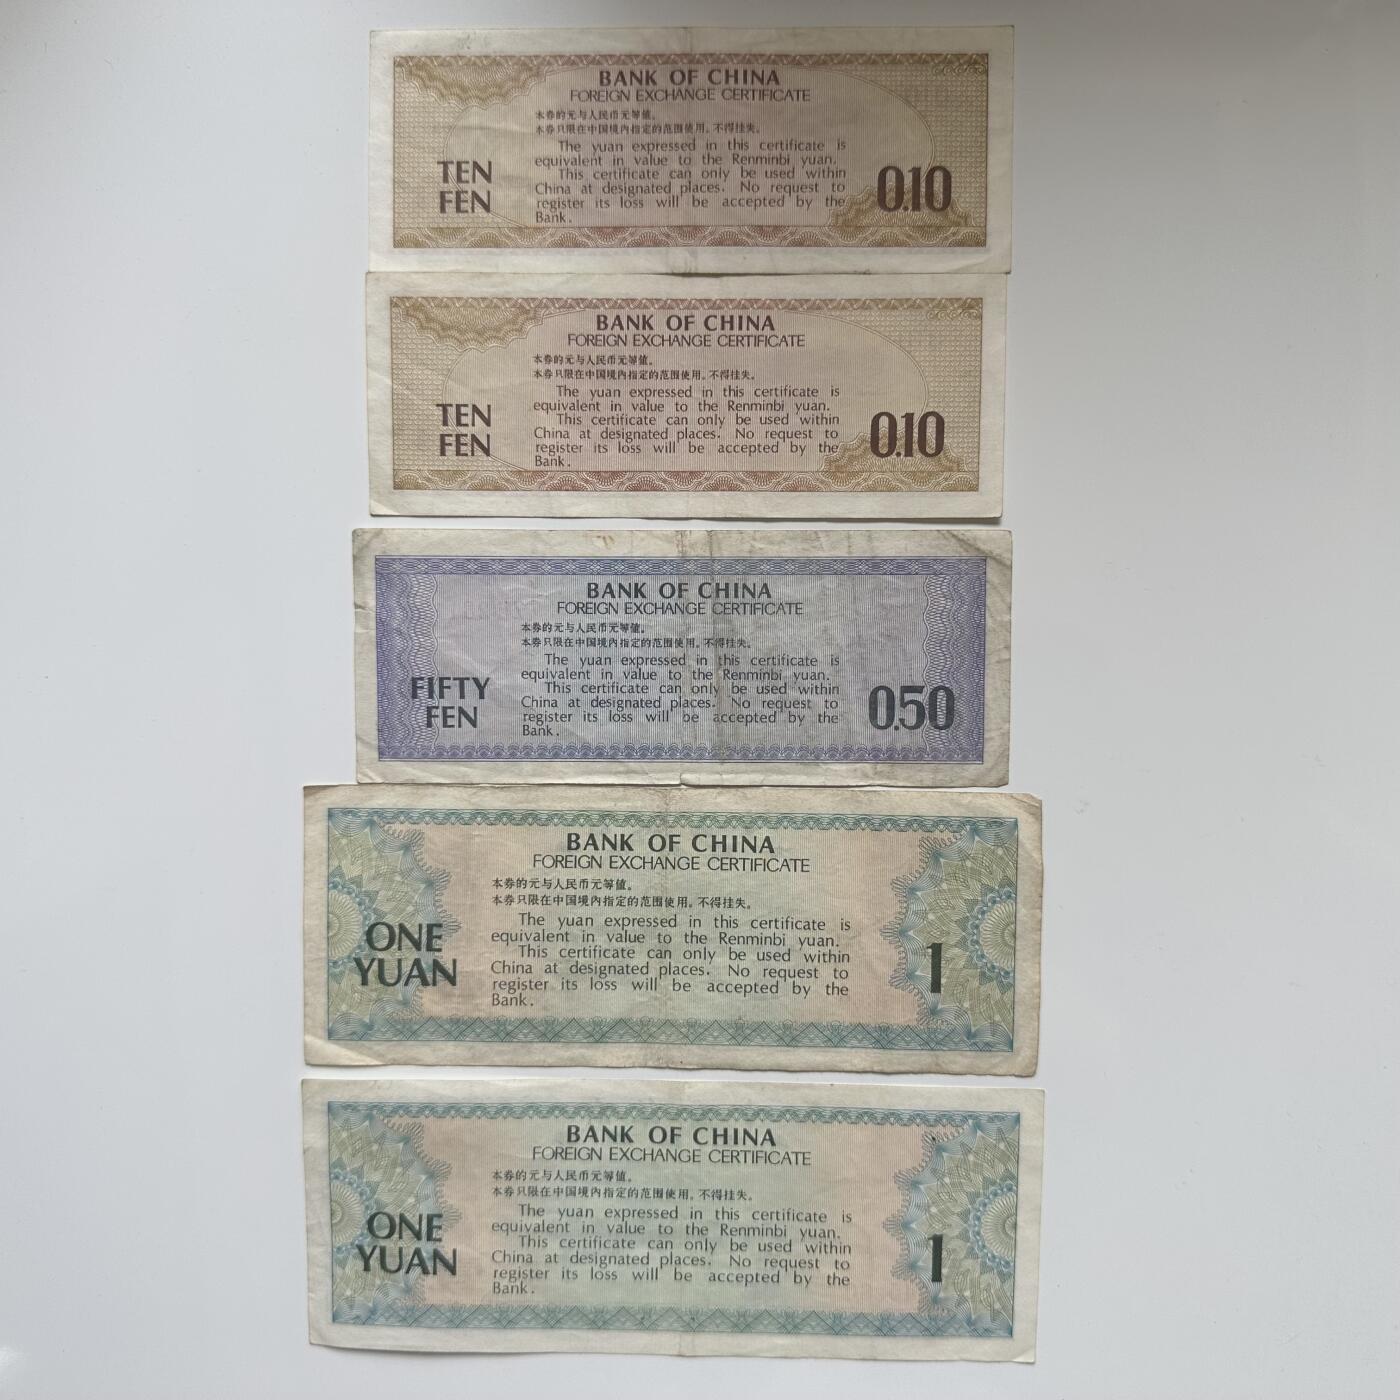 BANK OF CHINA
FOREIGN EXCHANGE CERTIFICATE
本券的元与人民币元等值。
本券只限在中国境内指定的范围使用。不得挂失。
The yuan expressed in this certificate is
equivalent in value to the Renminbi yuan.
This certificate can only be used within
China at designated places. No request to
register its loss will be accepted by the
Bank.
TEN
FEN
0.10
BANK OF CHINA
FOREIGN EXCHANGE CERTIFICATE
本券的元与人民币元等值。
本券只限在中国境内指定的范围使用。不得挂失。
The yuan expressed in this certificate is
equivalent in value to the Renminbi yuan.
This certificate can only be used within
China at designated places. No request to
register its loss will be accepted by the
Bank.
TEN
FEN
0.10
BANK OF CHINA
FOREIGN EXCHANGE CERTIFICATE
本券的元与人民币元等值。
本券只限在中国境内指定的范围使用。不得挂失。
The yuan expressed in this certificate is
equivalent in value to the Renminbi yuan.
This certificate can only be used within
China at designated places. No request to
register its loss will be accepted by the
Bank.
FIFTY
FEN
0.50
BANK OF CHINA
FOREIGN EXCHANGE CERTIFICATE
本券的元与人民币元等值。
本券只限在中国境内指定的范围使用。不得挂失。
The yuan expressed in this certificate is
equivalent in value to the Renminbi yuan.
This certificate can only be used within
China at designated places. No request to
register its loss will be accepted by the
Bank.
ONE
YUAN
1
BANK OF CHINA
FOREIGN EXCHANGE CERTIFICATE
本券的元与人民币元等值。
本券只限在中国境内指定的范围使用。不得挂失。
The yuan expressed in this certificate is
equivalent in value to the Renminbi yuan.
This certificate can only be used within
China at designated places. No request to
register its loss will be accepted by the
Bank.
ONE
YUAN
1